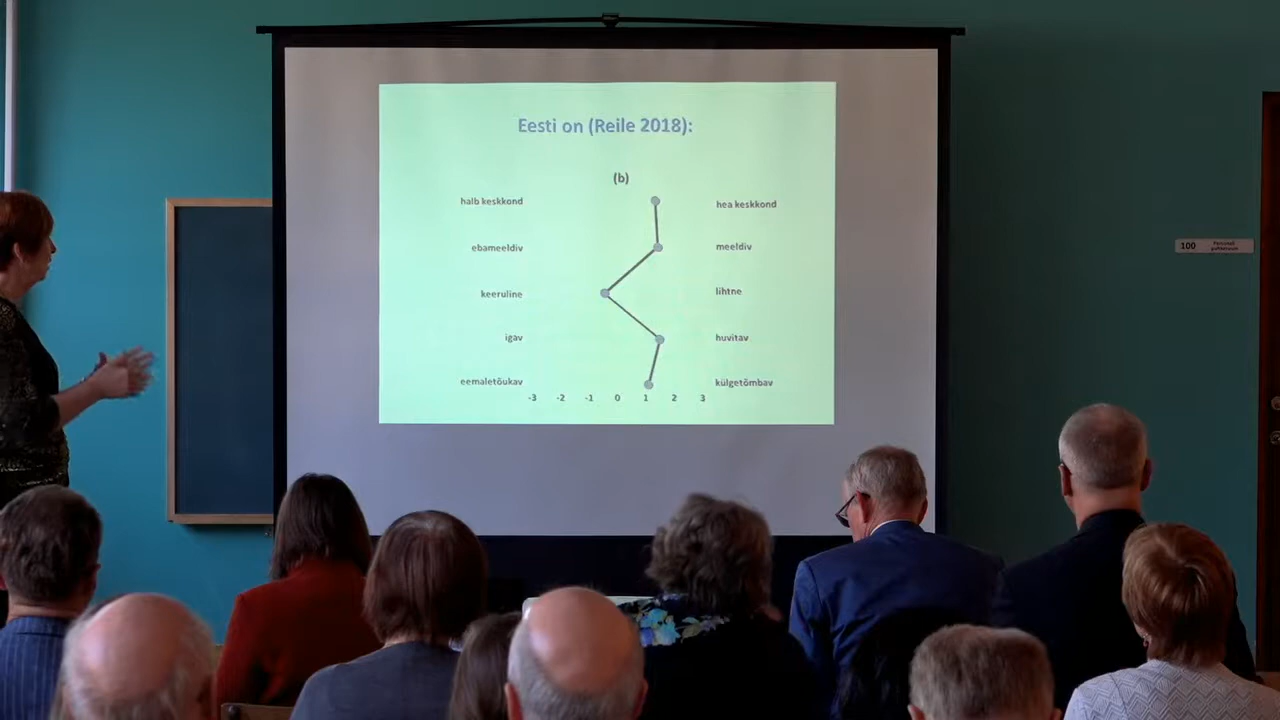 Eesti on (Reile 2018):
(b)
halb keskkond hea keskkond
ebameeldiv meeldiv
keeruline lihtne
igav huvitav
eemaletõukav külgetõmbav
-3 -2 -1 0 1 2 3
100